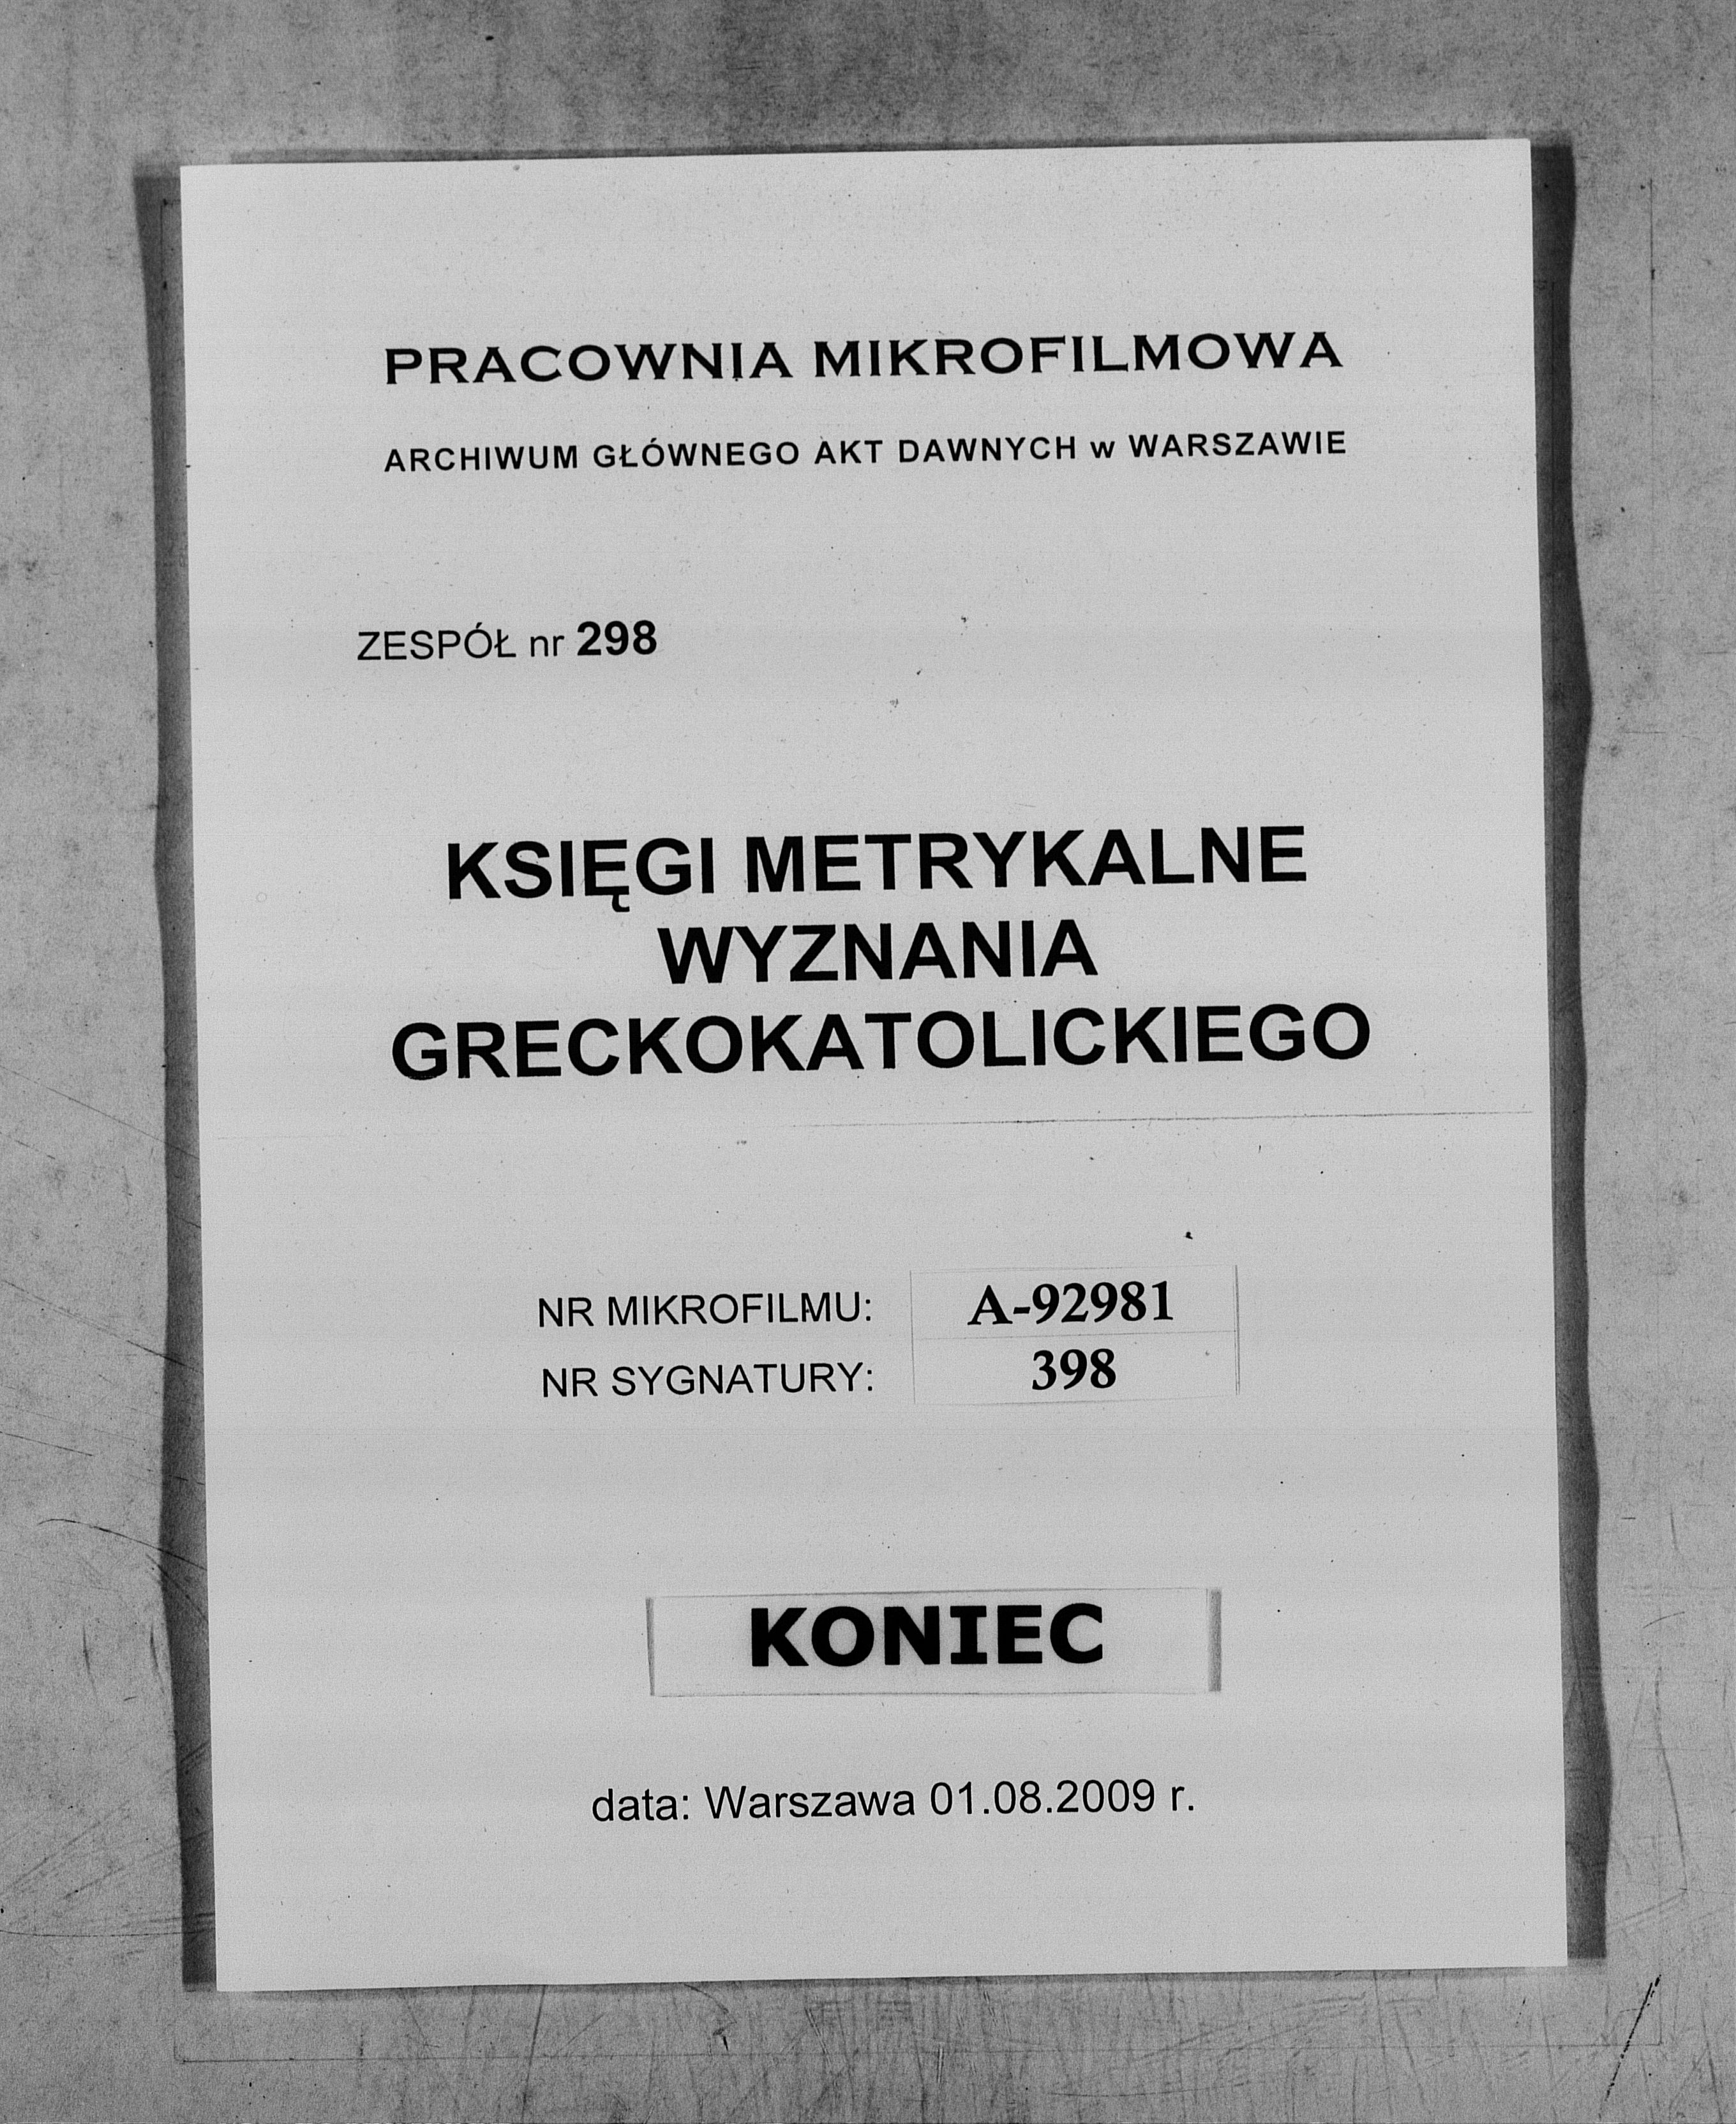 PRACOWNIA MIKROFILMOWA
ARCHIWUM GŁÓWNEGO AKT DAWNYCH w WARSZAWIE
ZESPÓŁ nr 298
KSIĘGI METRYKALNE
WYZNANIA
GRECKOKATOLICKIEGO
NR MIKROFILMU: A-92981
NR SYGNATURY: 398
KONIEC
data: Warszawa 01.08.2009 r.